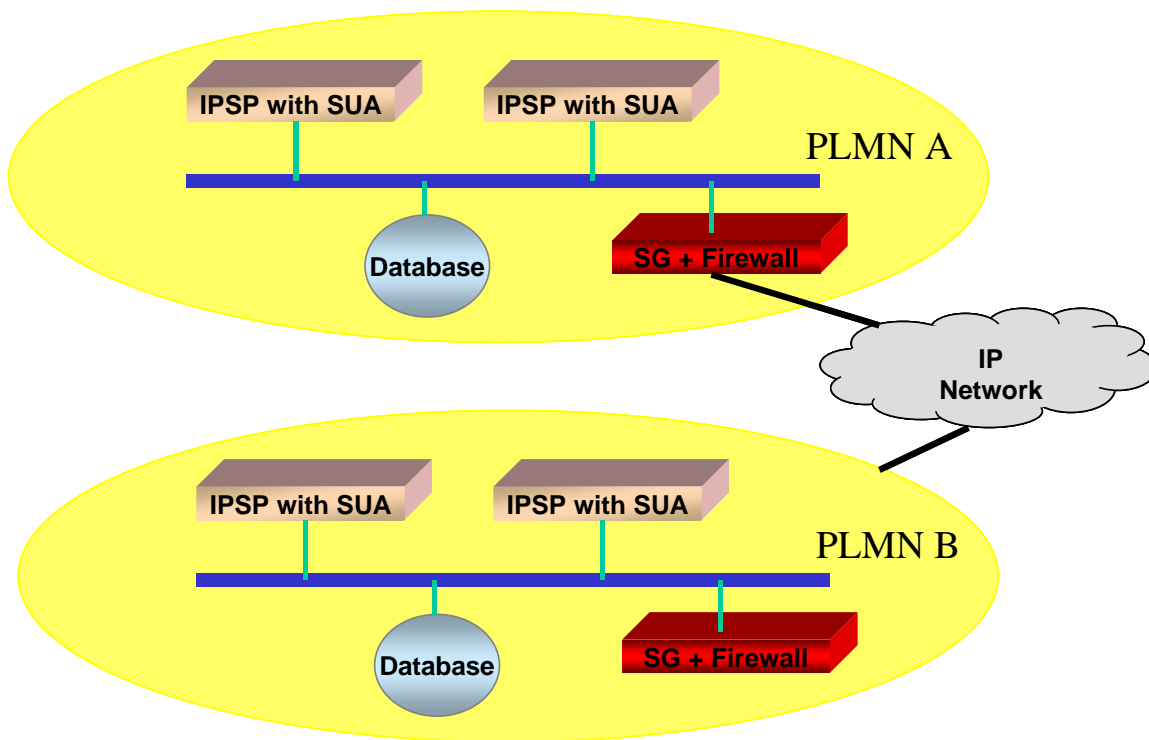 IPSP with SUA
IPSP with SUA
PLMN A
Database
SG + Firewall
IP
Network
IPSP with SUA
IPSP with SUA
PLMN B
Database
SG + Firewall